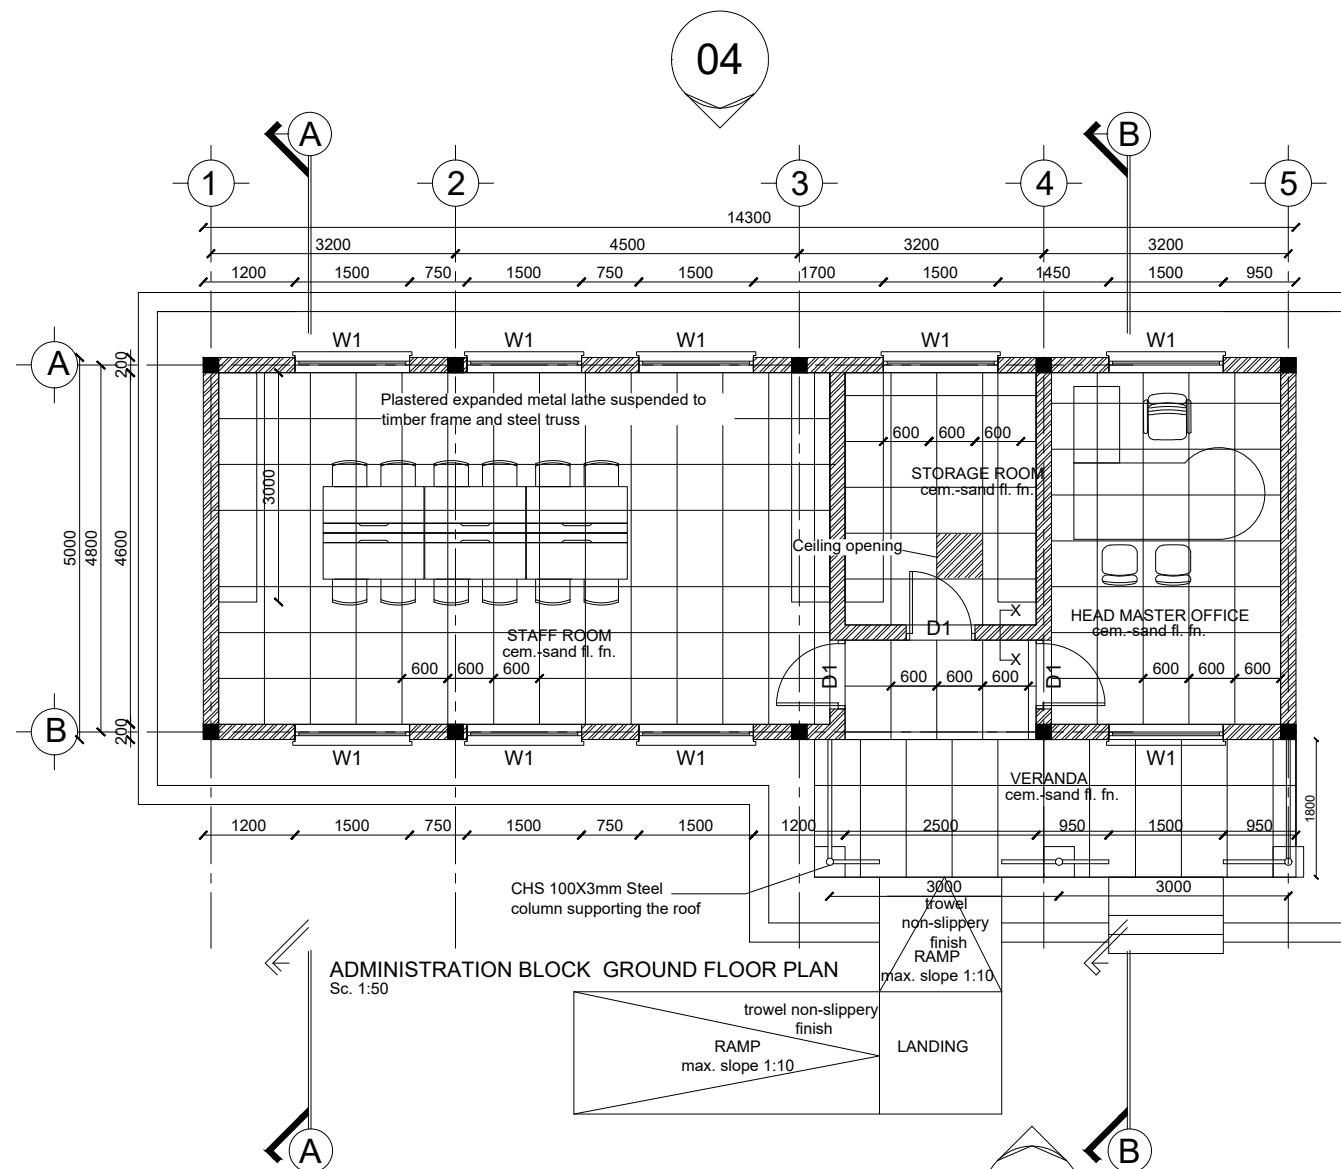 04
A
B
1
2
3
4
5
14300
3200
4500
3200
3200
1200
1500
750
1500
750
1500
1700
1500
1450
1500
950
W1
W1
W1
W1
W1
A
200
Plastered expanded metal lathe suspended to
timber frame and steel truss
3000
600
600
600
STORAGE ROOM
cem.-sand fl. fn.
5000
4800
4600
Ceiling opening
X
D1
HEAD MASTER OFFICE
cem.-sand fl. fn.
STAFF ROOM
cem.-sand fl. fn.
X
600
600
600
D1
600
600
600
D1
600
600
600
B
200
W1
W1
W1
W1
VERANDA
cem.-sand fl. fn.
1800
1200
1500
750
1500
750
1500
1200
2500
950
1500
950
CHS 100X3mm Steel
column supporting the roof
3000
3000
trowel
non-slippery
finish
RAMP
max. slope 1:10
ADMINISTRATION BLOCK GROUND FLOOR PLAN
Sc. 1:50
trowel non-slippery
finish
RAMP
max. slope 1:10
LANDING
A
B